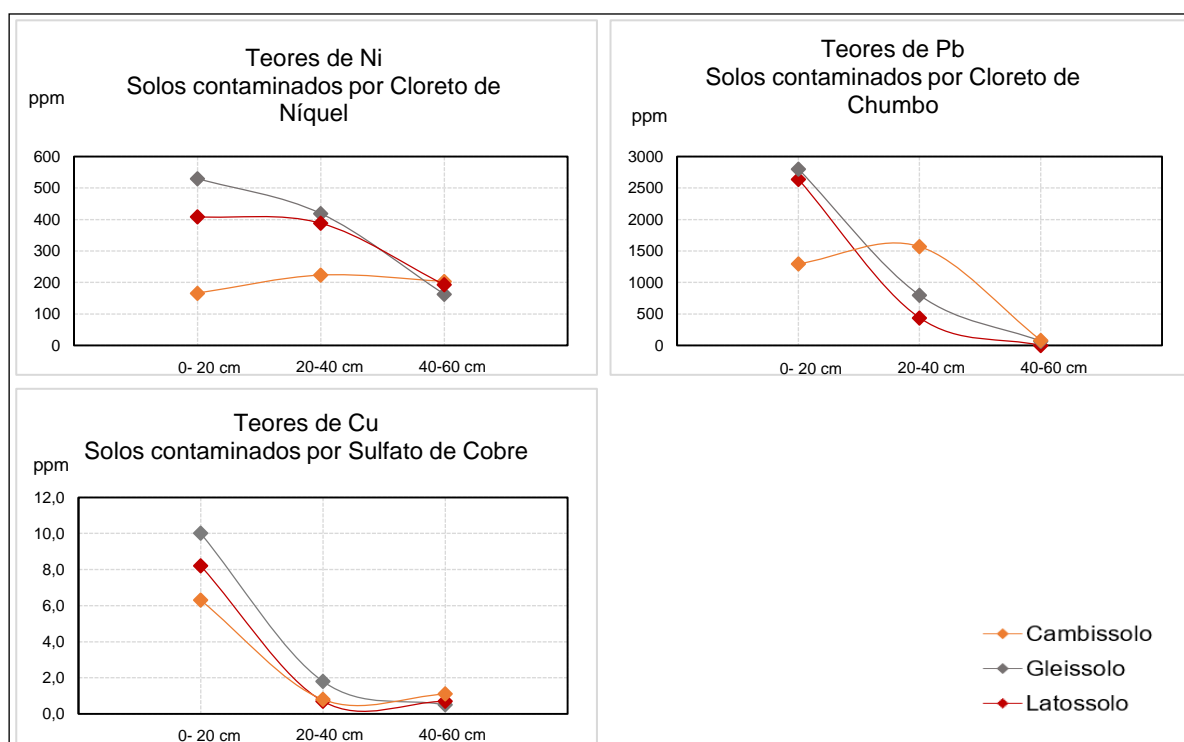 Teores de Ni
Solos contaminados por Cloreto de
Níquel
ppm
600
500
400
300
200
100
0
0- 20 cm
20-40 cm
40-60 cm
Teores de Pb
Solos contaminados por Cloreto de
Chumbo
ppm
3000
2500
2000
1500
1000
500
0
0- 20 cm
20-40 cm
40-60 cm
Teores de Cu
Solos contaminados por Sulfato de Cobre
ppm
12,0
10,0
8,0
6,0
4,0
2,0
0,0
0- 20 cm
20-40 cm
40-60 cm
Cambissolo
Gleissolo
Latossolo